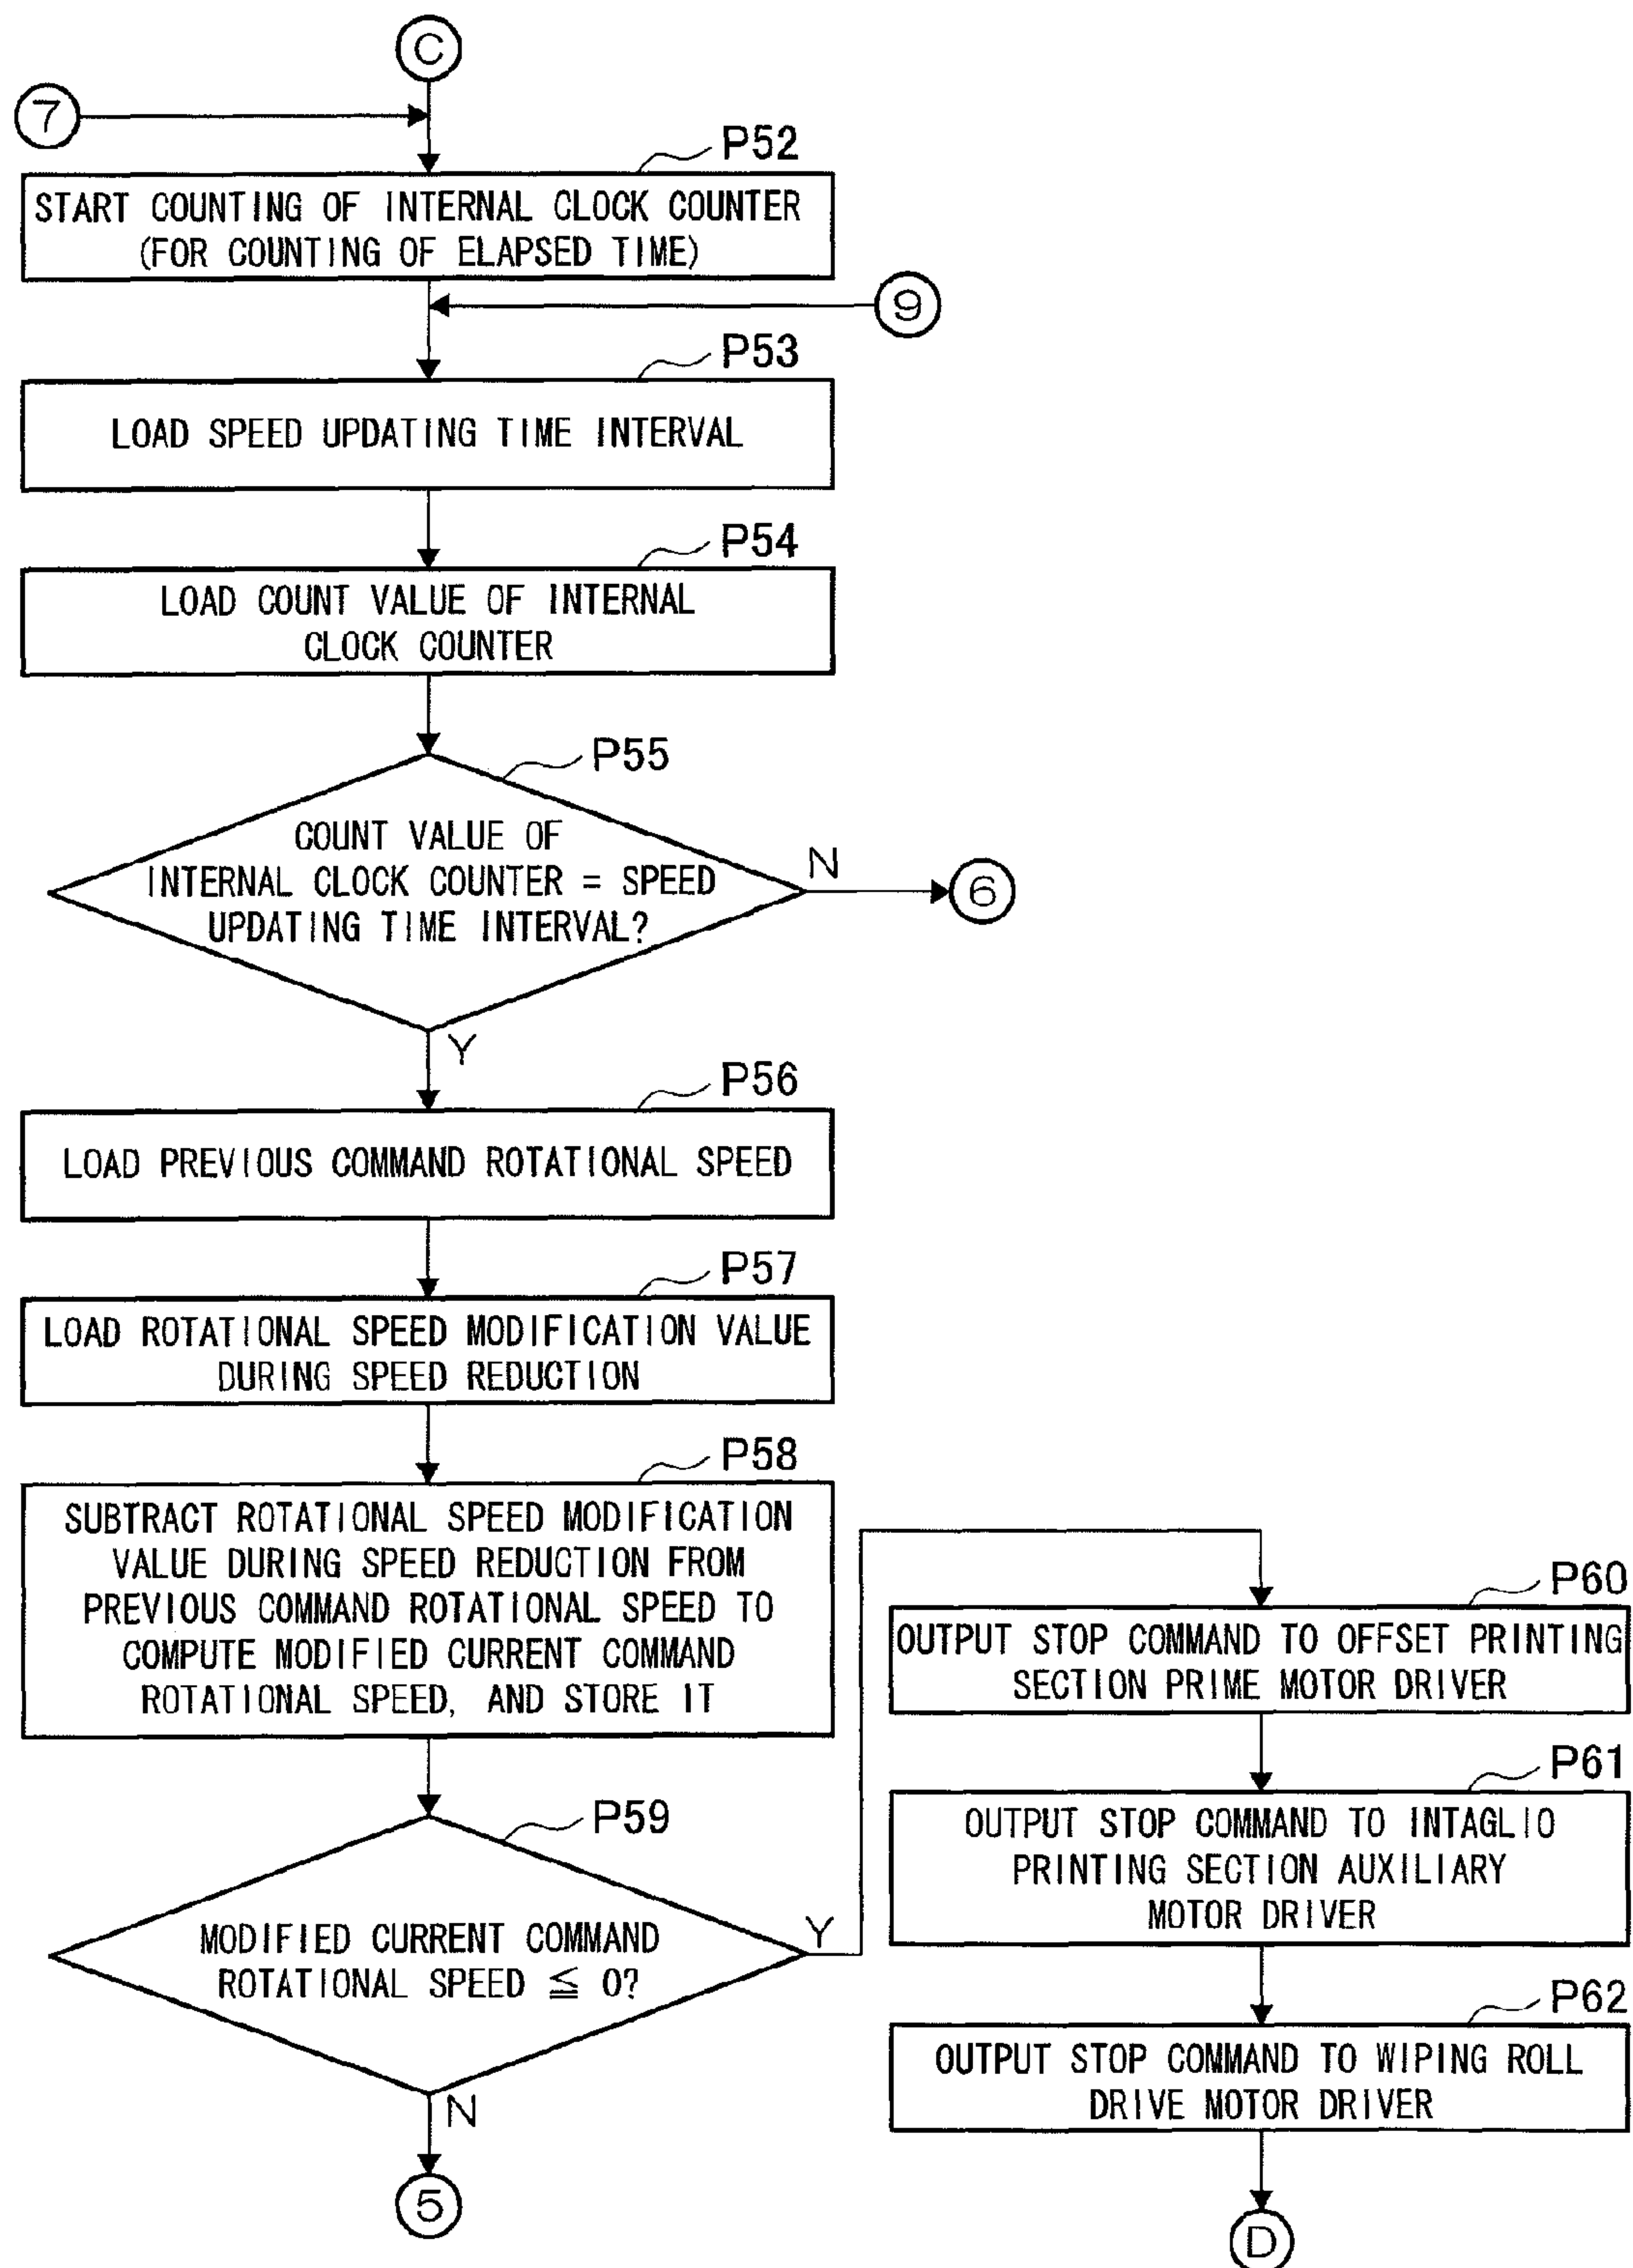 C
7
P52
START COUNTING OF INTERNAL CLOCK COUNTER
(FOR COUNTING OF ELAPSED TIME)
9
P53
LOAD SPEED UPDATING TIME INTERVAL
P54
LOAD COUNT VALUE OF INTERNAL
CLOCK COUNTER
P55
COUNT VALUE OF
INTERNAL CLOCK COUNTER = SPEED
UPDATING TIME INTERVAL?
N
6
Y
P56
LOAD PREVIOUS COMMAND ROTATIONAL SPEED
P57
LOAD ROTATIONAL SPEED MODIFICATION VALUE
DURING SPEED REDUCTION
P58
SUBTRACT ROTATIONAL SPEED MODIFICATION
VALUE DURING SPEED REDUCTION FROM
PREVIOUS COMMAND ROTATIONAL SPEED TO
COMPUTE MODIFIED CURRENT COMMAND
ROTATIONAL SPEED, AND STORE IT
P59
MODIFIED CURRENT COMMAND
ROTATIONAL SPEED ≦ 0?
Y
N
5
P60
OUTPUT STOP COMMAND TO OFFSET PRINTING
SECTION PRIME MOTOR DRIVER
P61
OUTPUT STOP COMMAND TO INTAGLIO
PRINTING SECTION AUXILIARY
MOTOR DRIVER
P62
OUTPUT STOP COMMAND TO WIPING ROLL
DRIVE MOTOR DRIVER
D